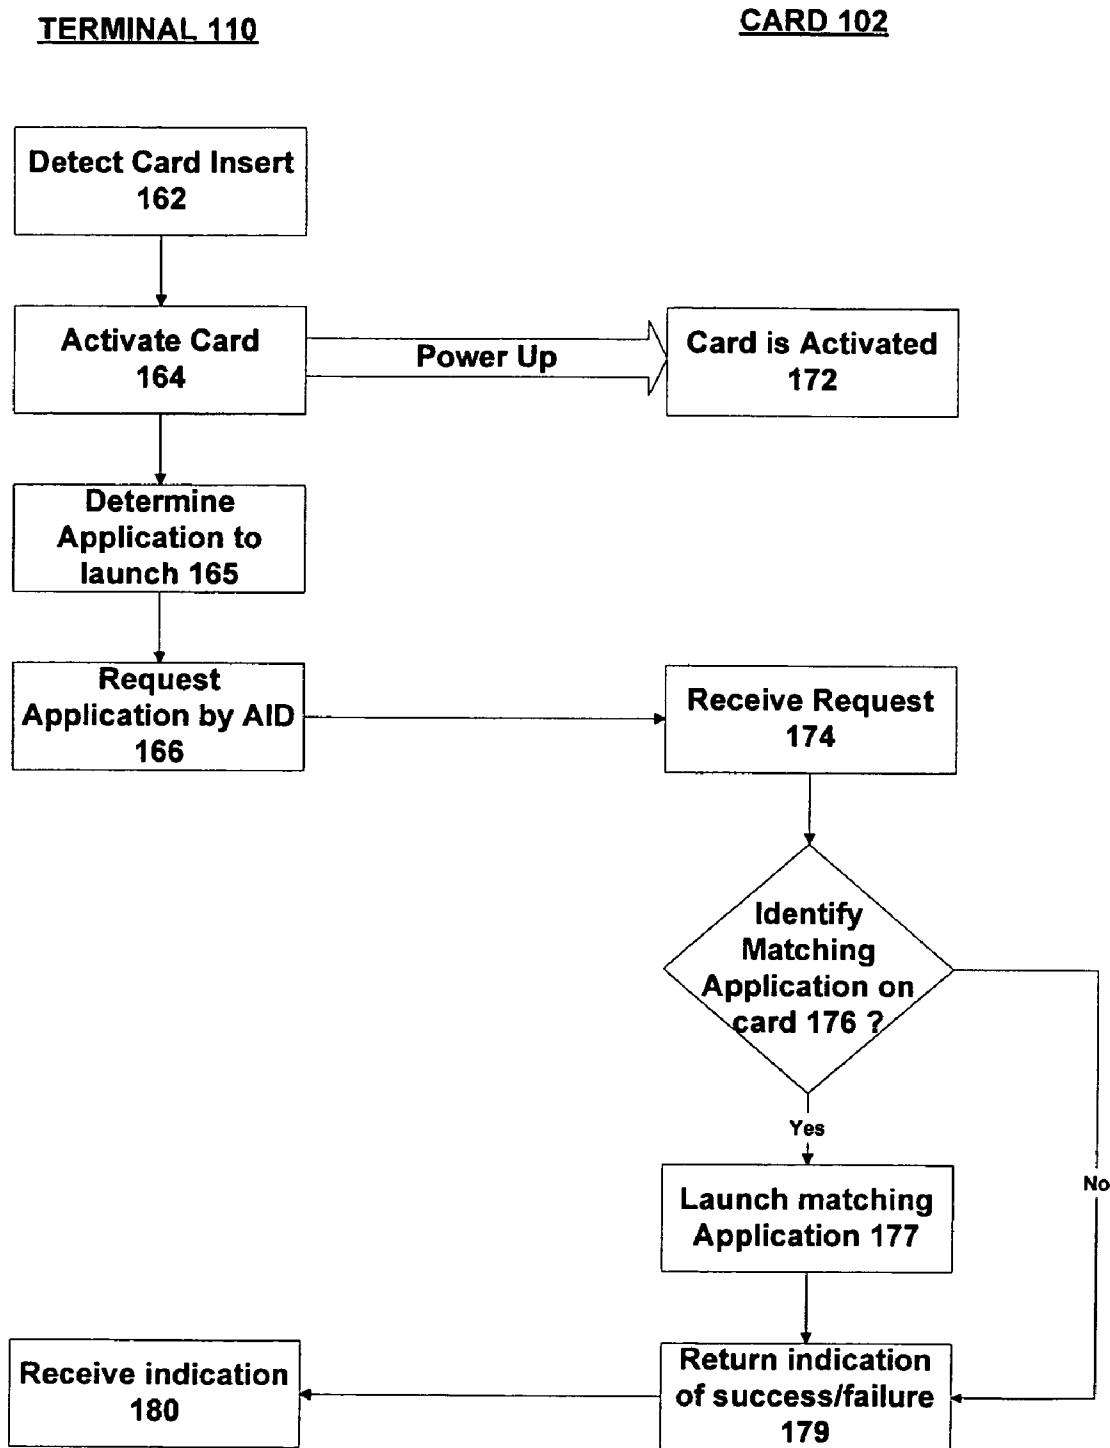 TERMINAL 110
CARD 102
Detect Card Insert
162
Activate Card
164
Power Up
Card is Activated
172
Determine
Application to
launch 165
Request
Application by AID
166
Receive Request
174
Identify
Matching
Application on
card 176 ?
Yes
No
Launch matching
Application 177
Return indication
of success/failure
179
Receive indication
180